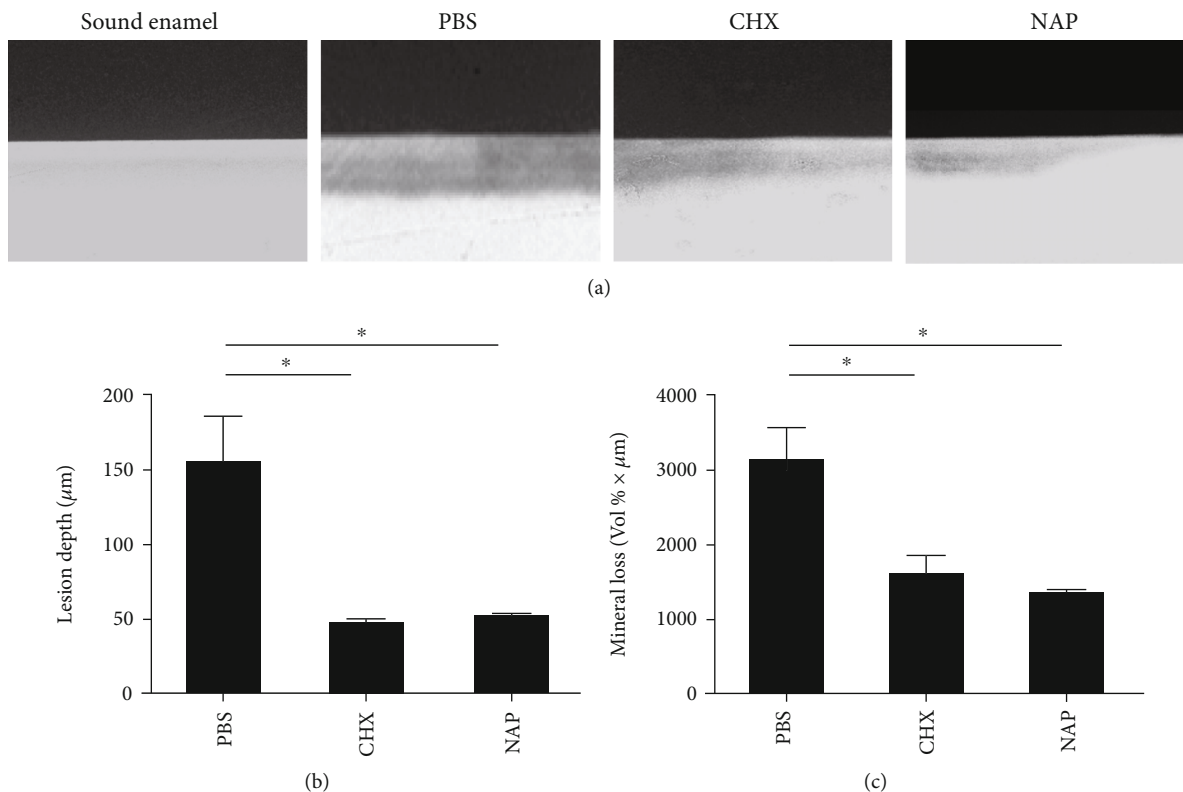 Sound enamel
PBS
CHX
NAP
(a)
*
*
200
150
100
50
0
Lesion depth (μm)
PBS
CHX
NAP
(b)
*
*
4000
3000
2000
1000
0
Mineral loss (Vol % × μm)
PBS
CHX
NAP
(c)